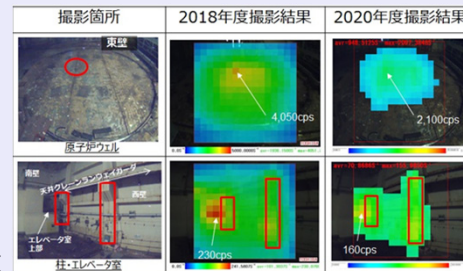 撮影箇所 2018年度撮影結果 2020年度撮影結果
東壁
4,050cps
2,100cps
原子炉ウェル
南壁
天井クレーンランウェイガーダ
西壁
エレベータ室
上部
230cps
160cps
柱・エレベータ室